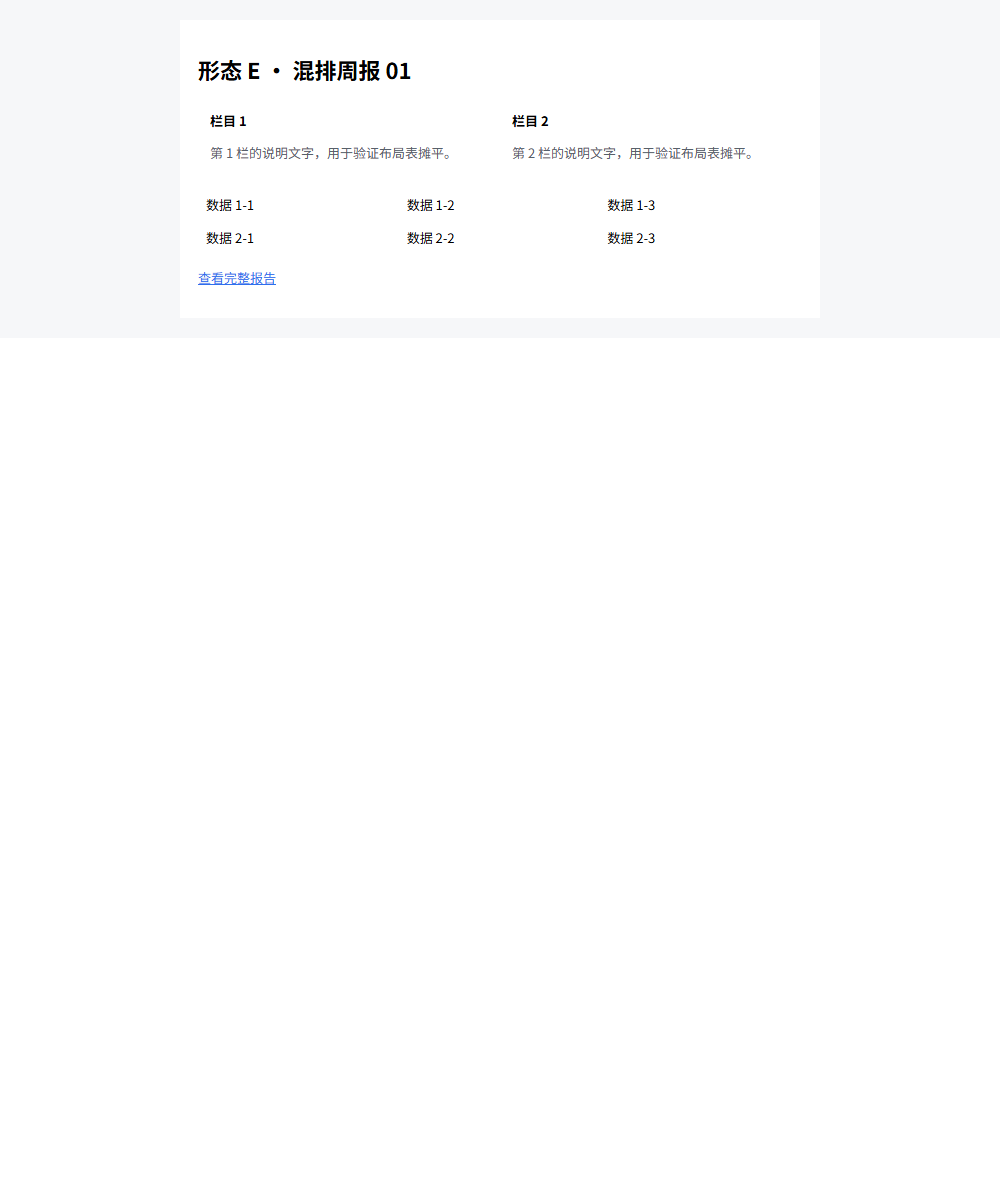 形态 E · 混排周报 01
栏目 1 栏目 2
第 1 栏的说明文字，用于验证布局表摊平。 第 2 栏的说明文字，用于验证布局表摊平。
数据 1-1 数据 1-2 数据 1-3
数据 2-1 数据 2-2 数据 2-3
查看完整报告